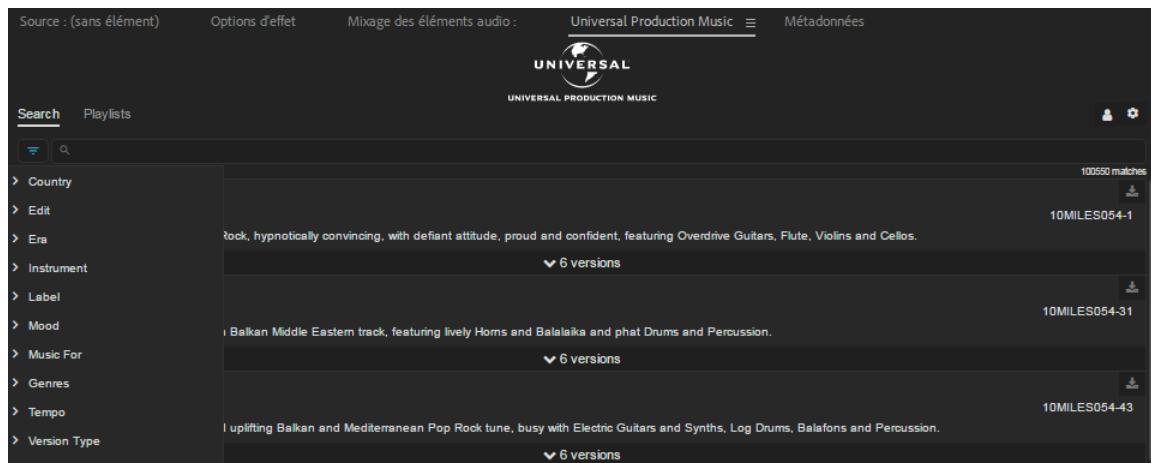 Source : (sans élément) Options d'effet Mixage des éléments audio : Universal Production Music Métadonnées
UNIVERSAL
UNIVERSAL PRODUCTION MUSIC
Search Playlists
100550 matches
Country
Edit
10MILES054-1
Era
Rock, hypnotically convincing, with defiant attitude, proud and confident, featuring Overdrive Guitars, Flute, Violins and Cellos.
Instrument
6 versions
Label
10MILES054-31
Mood
Balkan Middle Eastern track, featuring lively Horns and Balalaika and phat Drums and Percussion.
Music For
6 versions
Genres
Tempo
10MILES054-43
uplifting Balkan and Mediterranean Pop Rock tune, busy with Electric Guitars and Synths, Log Drums, Balafons and Percussion.
Version Type
6 versions